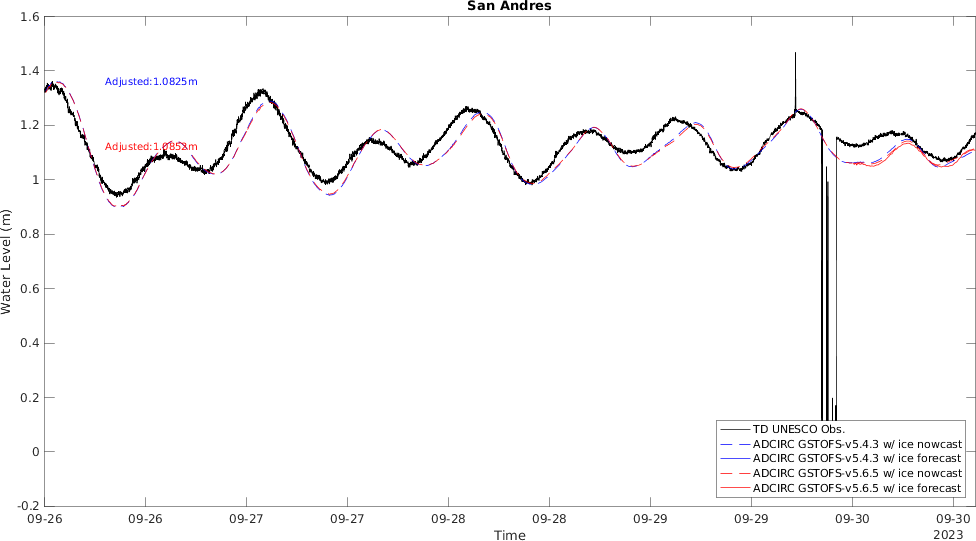 San Andres
1.6
1.4
1.2
1
0.8
0.6
0.4
0.2
0
-0.2
Water Level (m)
Adjusted:1.0825m
Adjusted:1.0852m
TD UNESCO Obs.
ADCIRC GSTOFS-v5.4.3 w/ ice nowcast
ADCIRC GSTOFS-v5.4.3 w/ ice forecast
ADCIRC GSTOFS-v5.6.5 w/ ice nowcast
ADCIRC GSTOFS-v5.6.5 w/ ice forecast
09-26 09-26 09-27 09-27 09-28 09-28 09-29 09-29 09-30 09-30
2023
Time